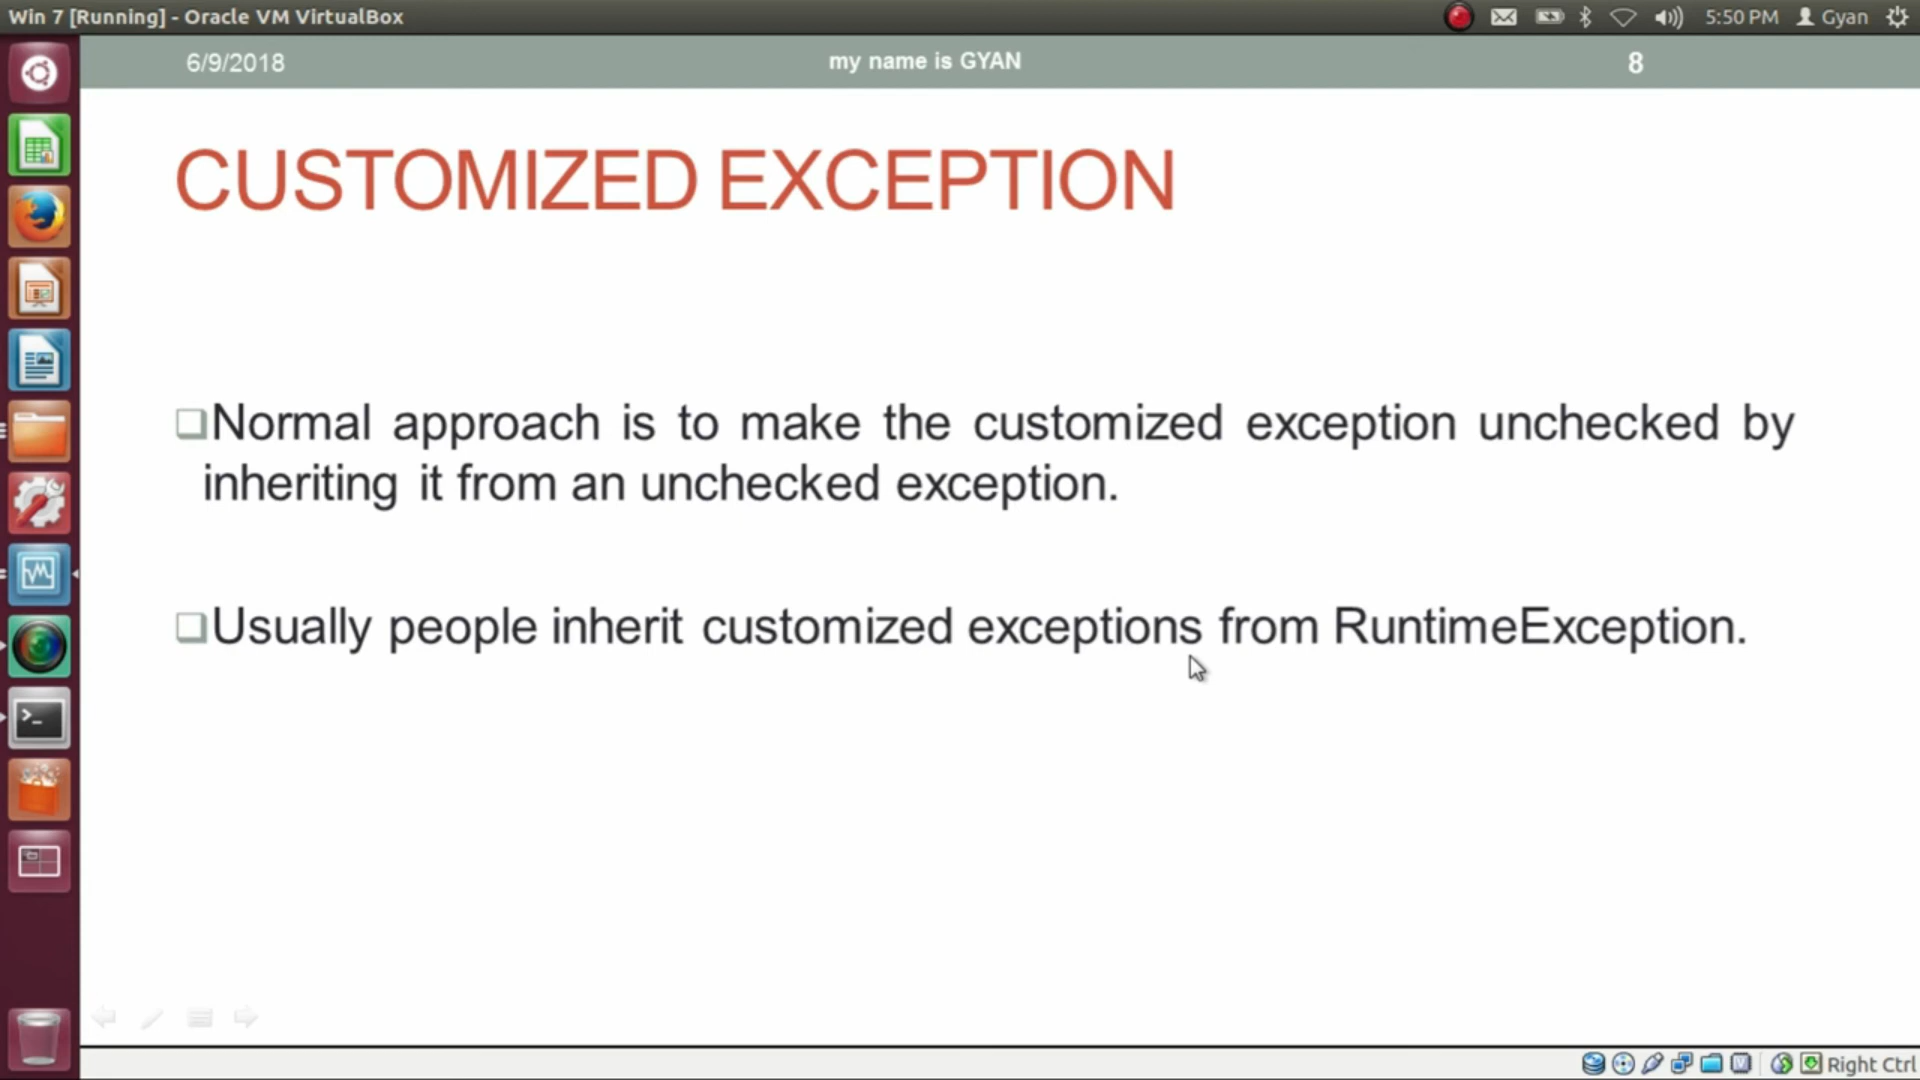 Win 7 [Running] - Oracle VM VirtualBox
5:50 PM Gyan
6/9/2018
my name is GYAN
8
CUSTOMIZED EXCEPTION
Normal approach is to make the customized exception unchecked by
inheriting it from an unchecked exception.
Usually people inherit customized exceptions from RuntimeException.
Right Ctrl